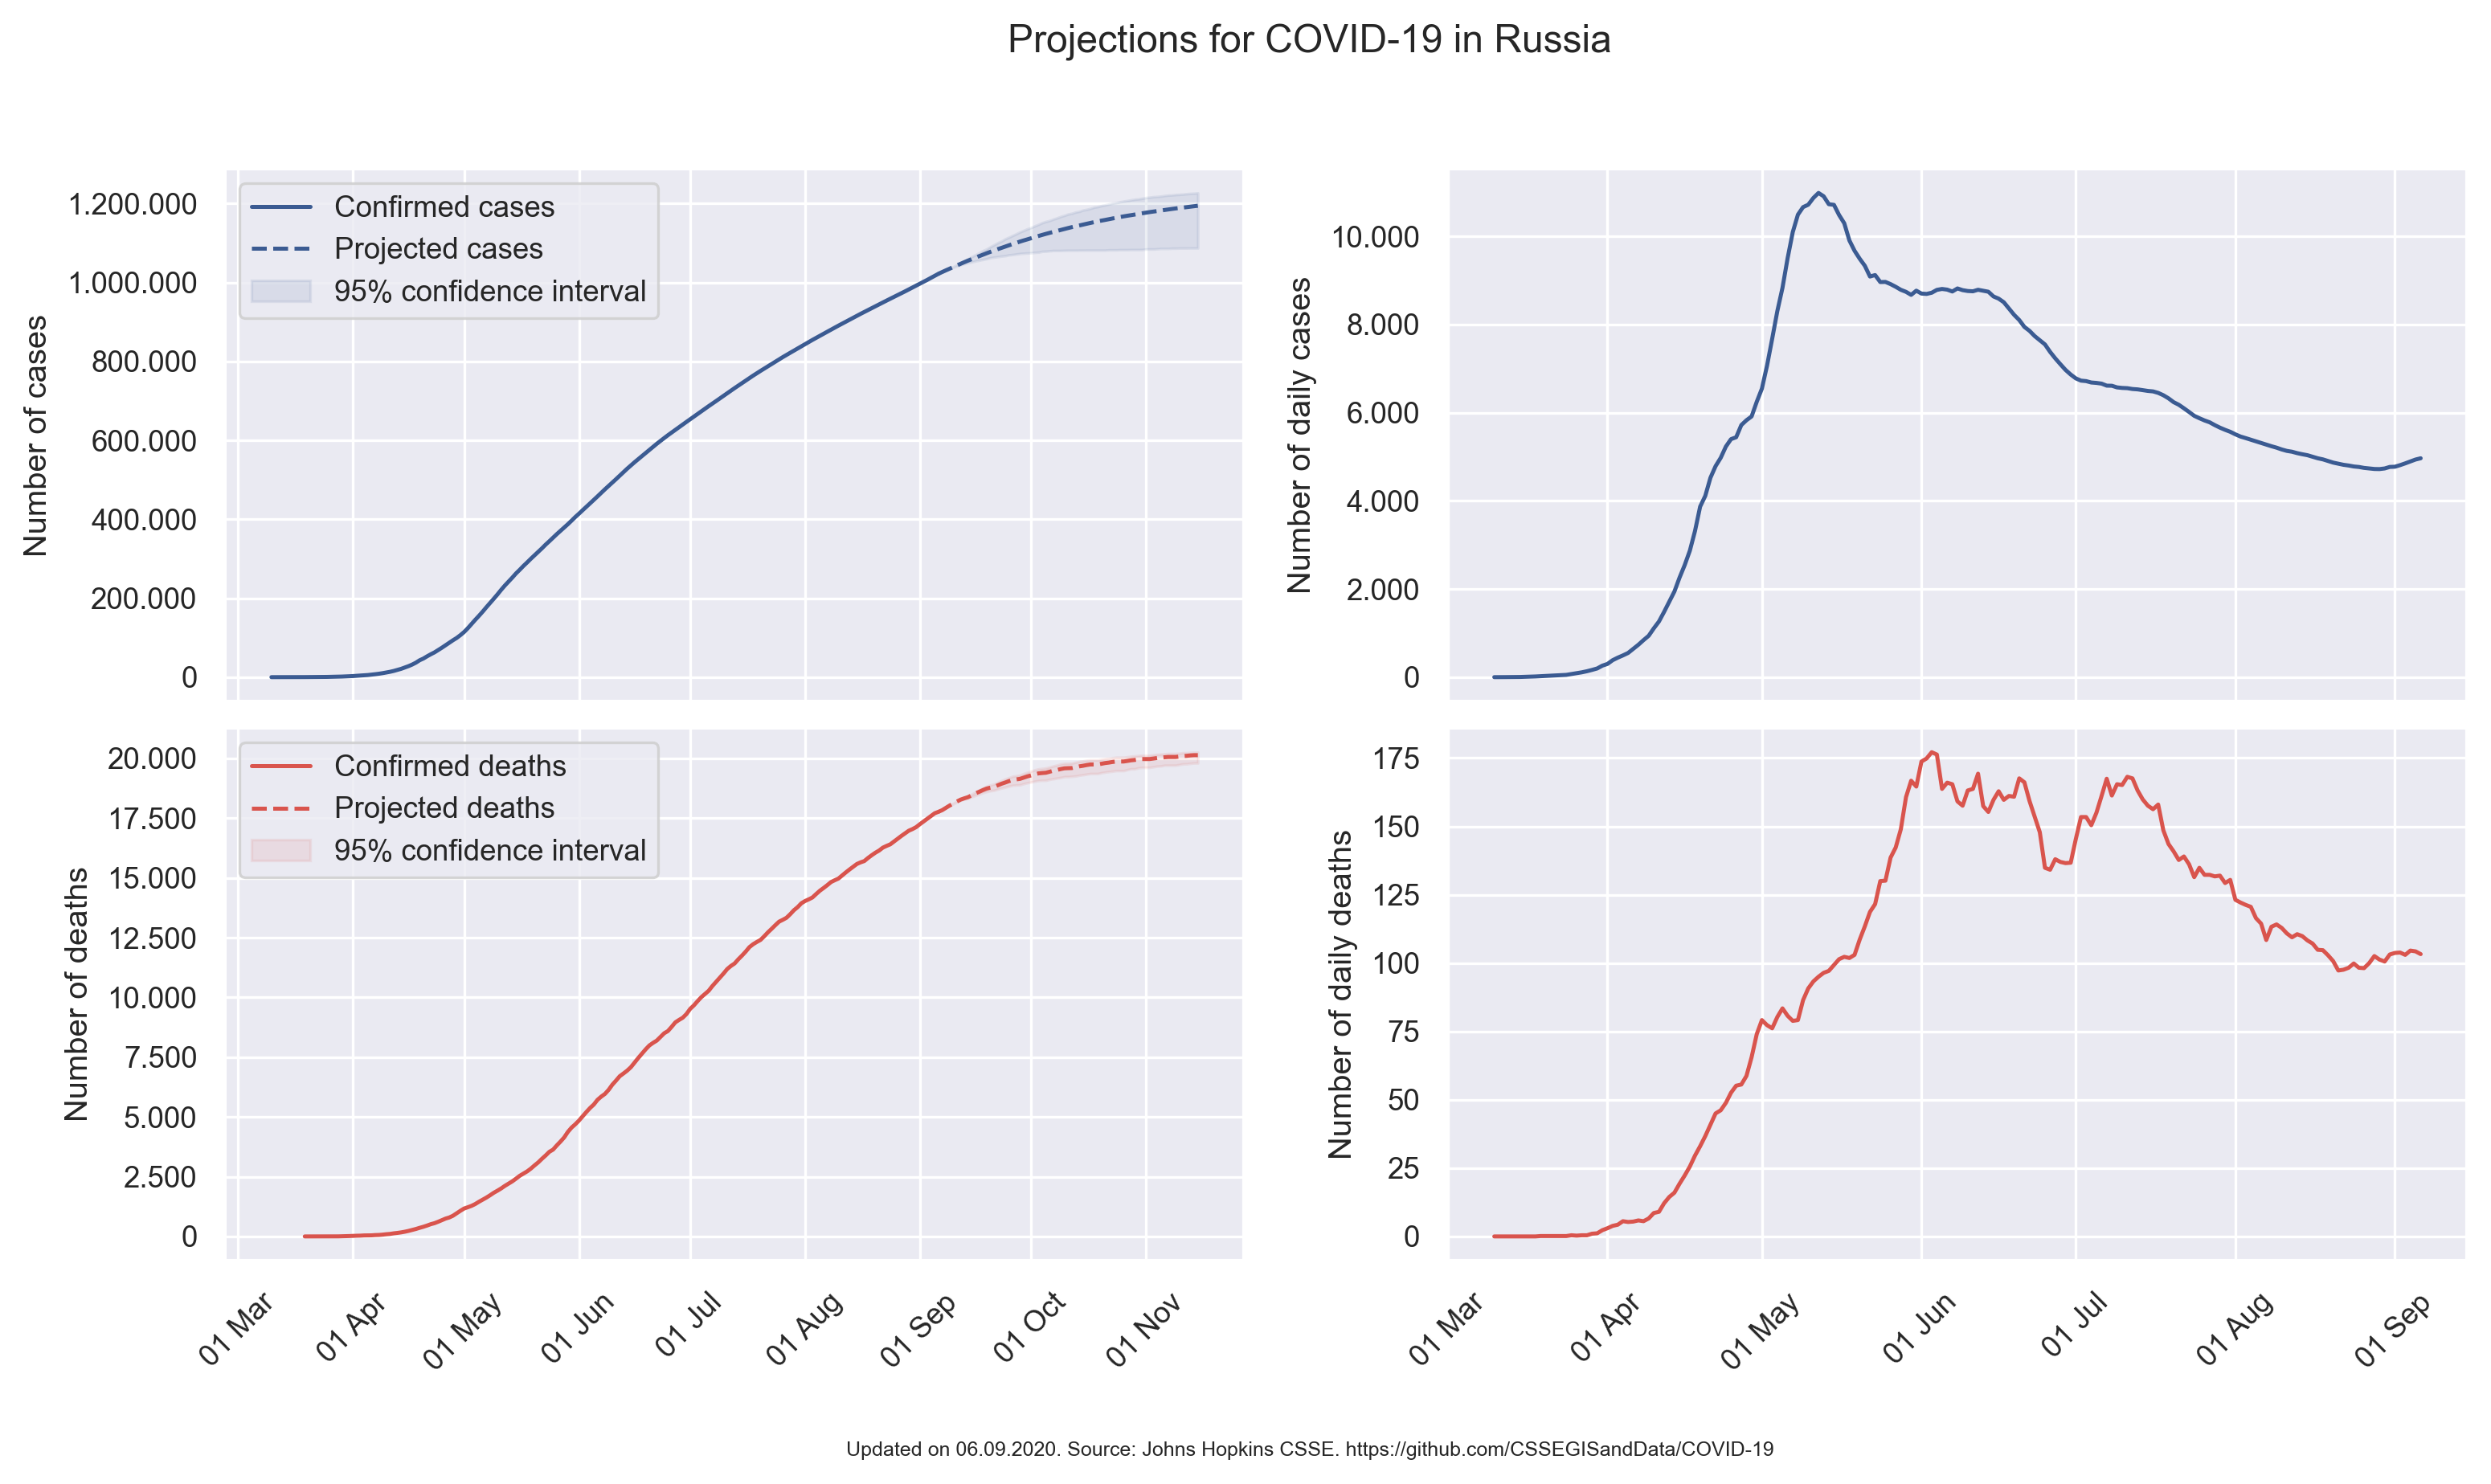 Projections for COVID-19 in Russia
Number of cases
1.200.000
1.000.000
800.000
600.000
400.000
200.000
0
Confirmed cases
Projected cases
95% confidence interval
Number of daily cases
10.000
8.000
6.000
4.000
2.000
0
Number of deaths
20.000
17.500
15.000
12.500
10.000
7.500
5.000
2.500
0
Confirmed deaths
Projected deaths
95% confidence interval
01 Mar
01 Apr
01 May
01 Jun
01 Jul
01 Aug
01 Sep
01 Oct
01 Nov
Number of daily deaths
175
150
125
100
75
50
25
0
01 Mar
01 Apr
01 May
01 Jun
01 Jul
01 Aug
01 Sep
Updated on 06.09.2020. Source: Johns Hopkins CSSE. https://github.com/CSSEGISandData/COVID-19